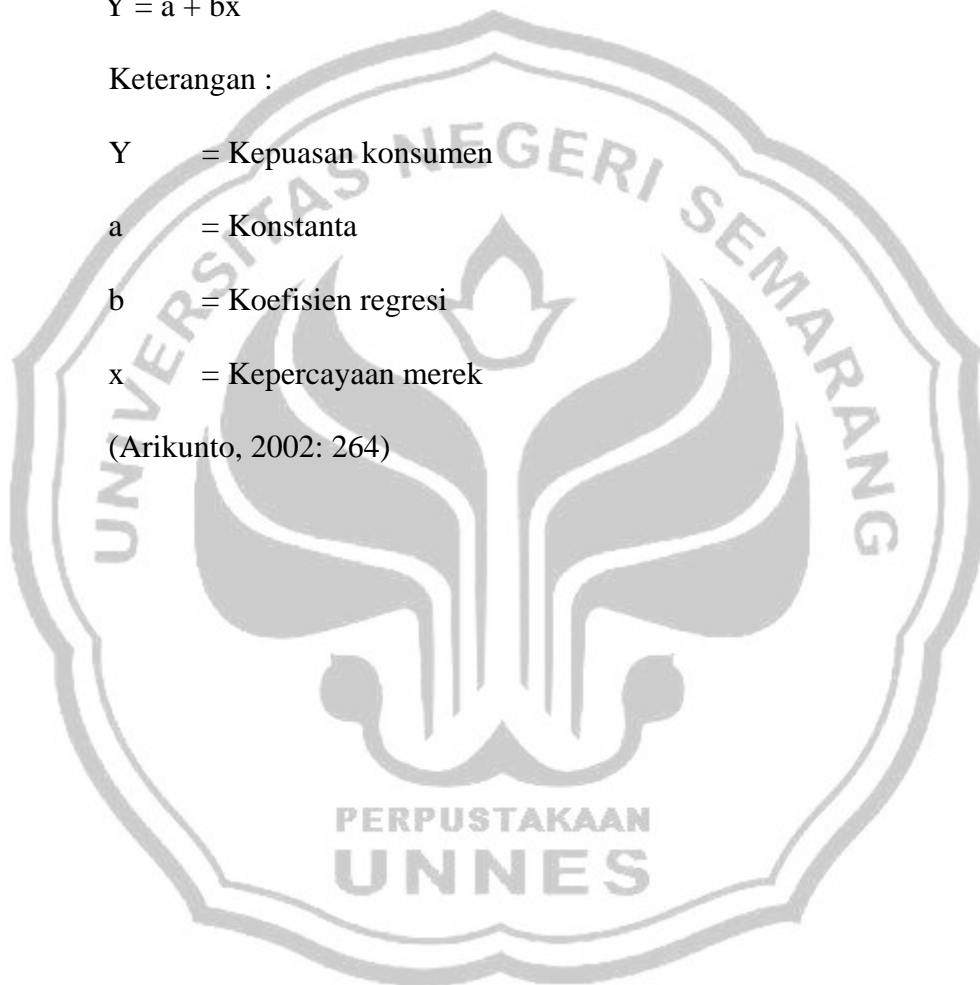 Y = a + bx
Keterangan :
Y = Kepuasan konsumen
a = Konstanta
b = Koefisien regresi
x = Kepercayaan merek
(Arikunto, 2002: 264)
UNIVERSITAS NEGERI SEMARANG
PERPUSTAKAAN
UNNES